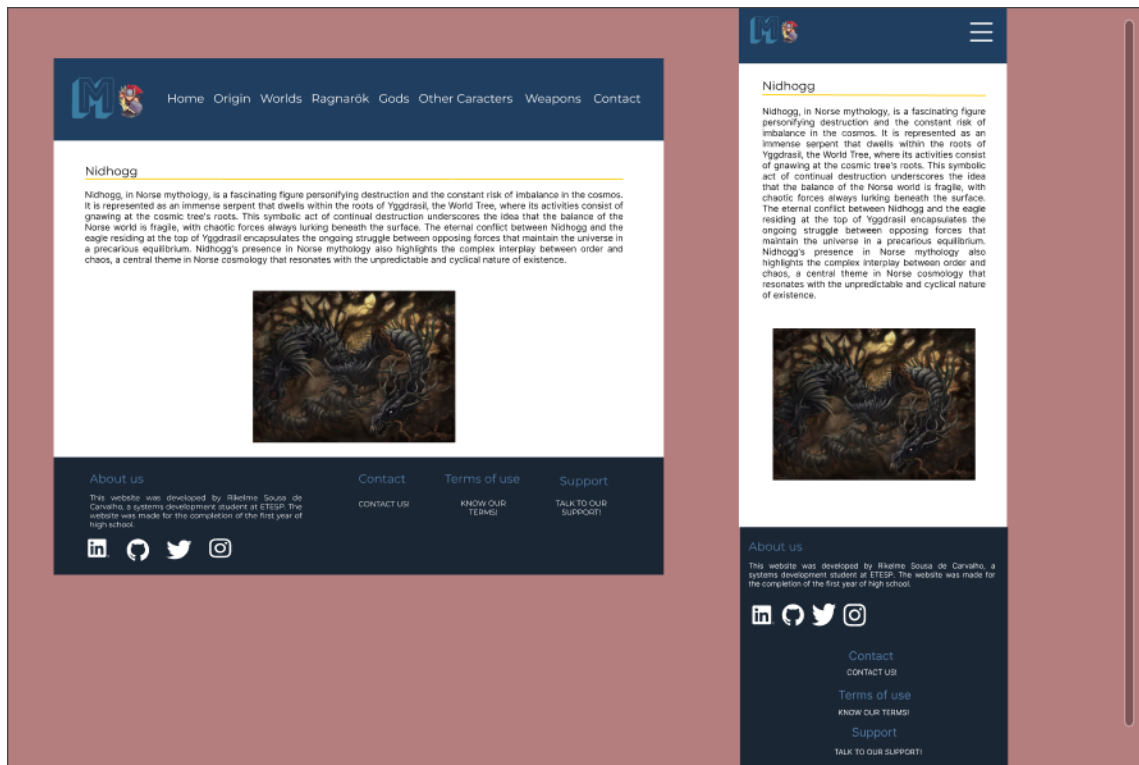 M
Home Origin Worlds Ragnarök Gods Other Caracters Weapons Contact
Nidhogg
Nidhogg, in Norse mythology, is a fascinating figure personifying destruction and the constant risk of imbalance in the cosmos.
It is represented as an immense serpent that dwells within the roots of Yggdrasil, the World Tree, where its activities consist of
gnawing at the cosmic tree's roots. This symbolic act of continual destruction underscores the idea that the balance of the
Norse world is fragile, with chaotic forces always lurking beneath the surface. The eternal conflict between Nidhogg and the
eagle residing at the top of Yggdrasil encapsulates the ongoing struggle between opposing forces that maintain the universe in
a precarious equilibrium. Nidhogg's presence in Norse mythology also highlights the complex interplay between order and
chaos, a central theme in Norse cosmology that resonates with the unpredictable and cyclical nature of existence.
About us
This website was developed by Rikelme Sousa de
Carvalho, a systems development student at ETESP. The
website was made for the completion of the first year of
high school.
in
Contact
CONTACT US!
Terms of use
KNOW OUR
TERMS!
Support
TALK TO OUR
SUPPORT!
M
Nidhogg
Nidhogg, in Norse mythology, is a fascinating figure
personifying destruction and the constant risk of
imbalance in the cosmos. It is represented as an
immense serpent that dwells within the roots of
Yggdrasil, the World Tree, where its activities consist
of gnawing at the cosmic tree's roots. This symbolic
act of continual destruction underscores the idea
that the balance of the Norse world is fragile, with
chaotic forces always lurking beneath the surface.
The eternal conflict between Nidhogg and the eagle
residing at the top of Yggdrasil encapsulates the
ongoing struggle between opposing forces that
maintain the universe in a precarious equilibrium.
Nidhogg's presence in Norse mythology also
highlights the complex interplay between order and
chaos, a central theme in Norse cosmology that
resonates with the unpredictable and cyclical nature
of existence.
About us
This website was developed by Rikelme Sousa de Carvalho, a
systems development student at ETESP. The website was made for
the completion of the first year of high school.
in
Contact
CONTACT US!
Terms of use
KNOW OUR TERMS!
Support
TALK TO OUR SUPPORT!